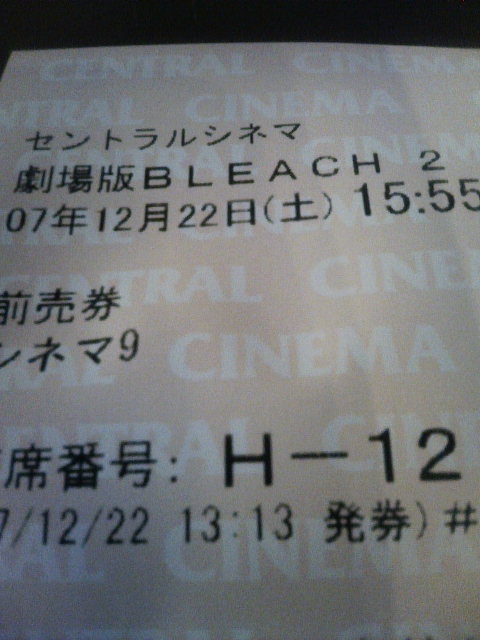 セントラルシネマ
劇場版BLEACH 2
07年12月22日(土) 15:55
前売券
シネマ9
席番号: H-12
7/12/22 13:13 発券)#
CENTRAL CINEMA